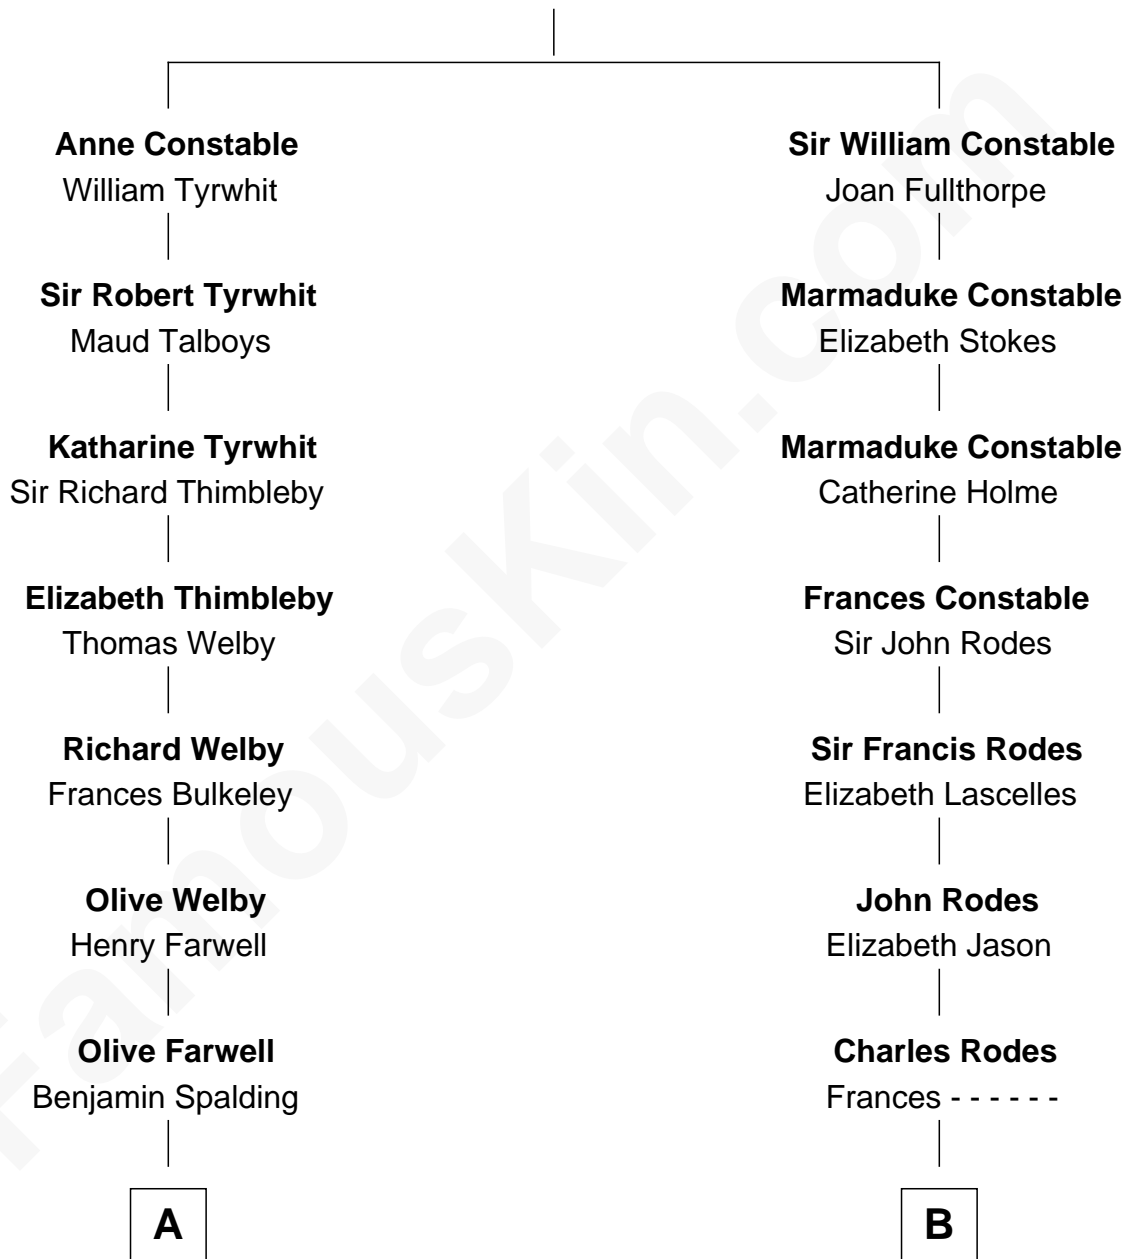 Anne Constable
William Tyrwhit
Sir Robert Tyrwhit
Maud Talboys
Katharine Tyrwhit
Sir Richard Thimbleby
Elizabeth Thimbleby
Thomas Welby
Richard Welby
Frances Bulkeley
Olive Welby
Henry Farwell
Olive Farwell
Benjamin Spalding
A
Sir William Constable
Joan Fullthorpe
Marmaduke Constable
Elizabeth Stokes
Marmaduke Constable
Catherine Holme
Frances Constable
Sir John Rodes
Sir Francis Rodes
Elizabeth Lascelles
John Rodes
Elizabeth Jason
Charles Rodes
Frances - - - - - -
B
FamousKin.com